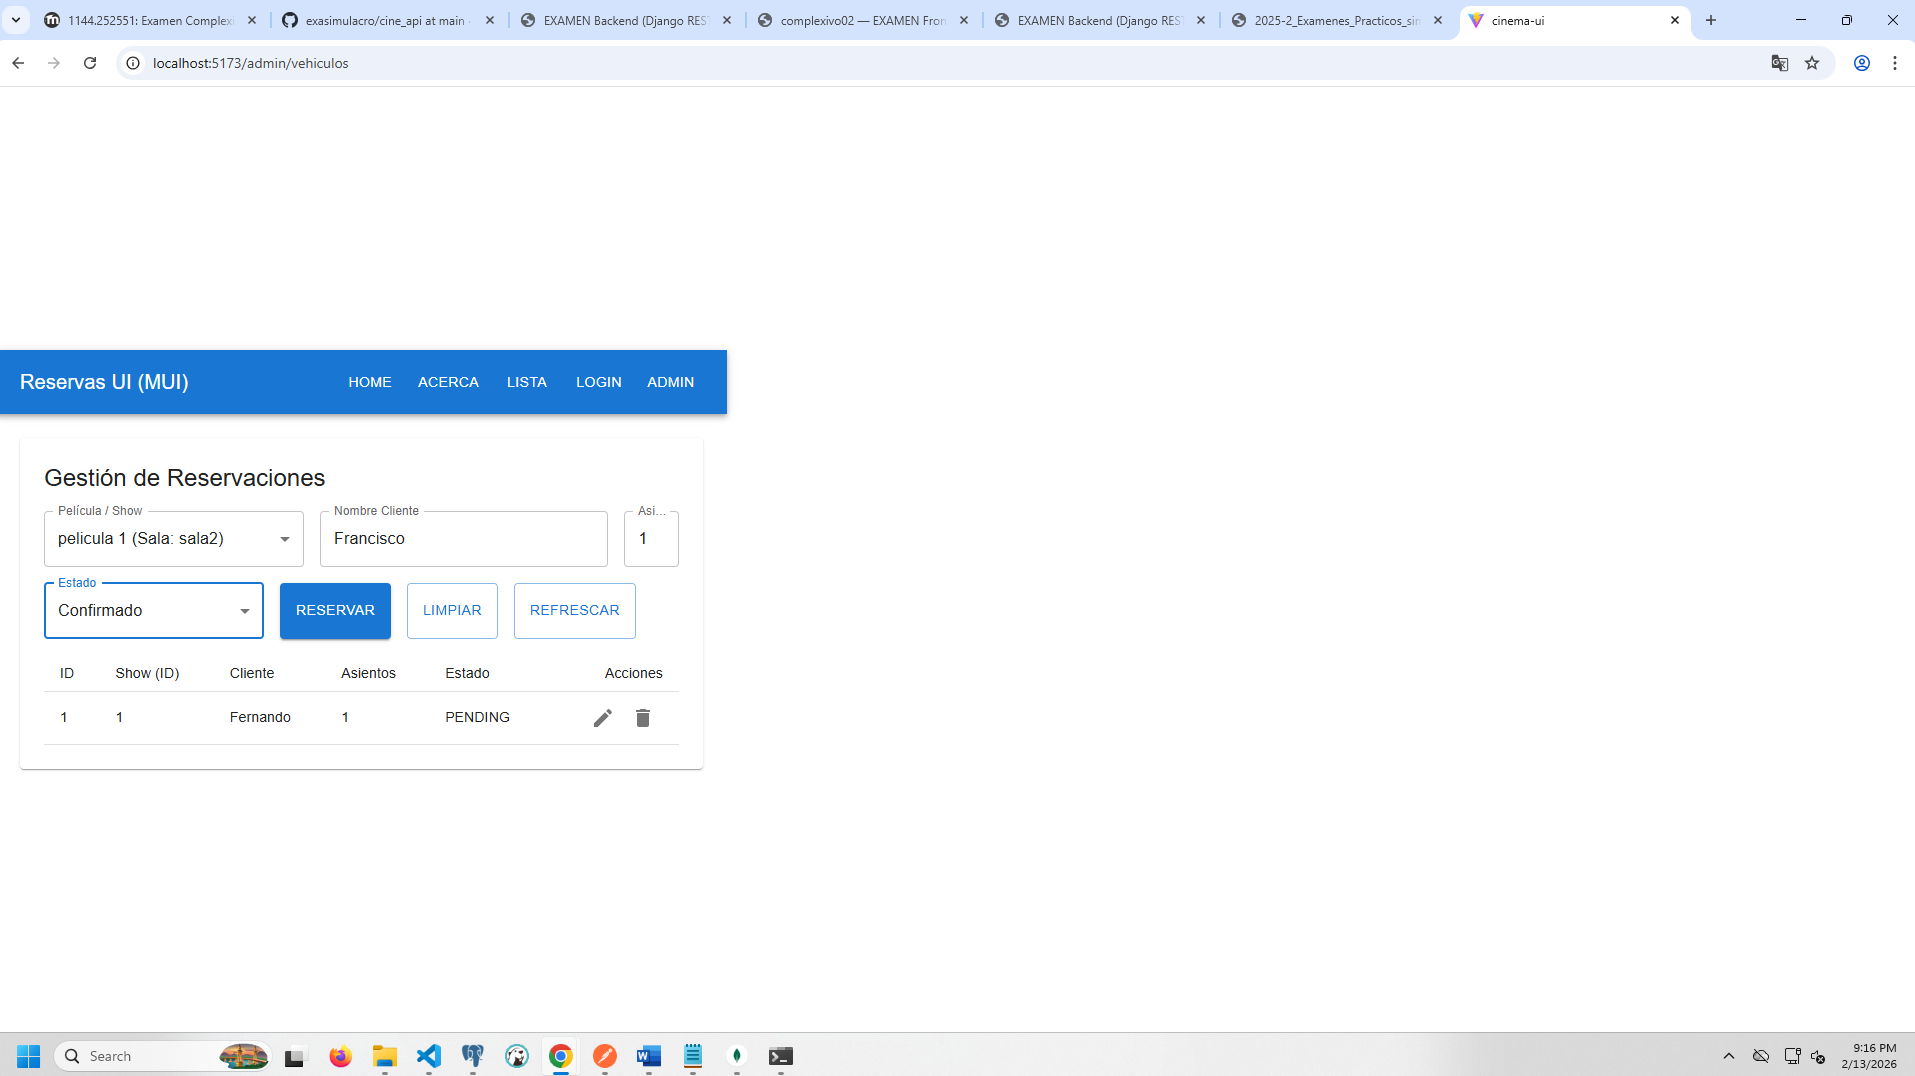 1144.252551: Examen Complexi
exasimulacro/cine_api at main
EXAMEN Backend (Django REST
complexivo02 — EXAMEN Fron
EXAMEN Backend (Django REST
2025-2_Examenes_Practicos_sin
cinema-ui
localhost:5173/admin/vehiculos
Reservas UI (MUI)
HOME
ACERCA
LISTA
LOGIN
ADMIN
Gestión de Reservaciones
Película / Show
pelicula 1 (Sala: sala2)
Nombre Cliente
Francisco
Asi...
1
Estado
Confirmado
RESERVAR
LIMPIAR
REFRESCAR
ID Show (ID) Cliente Asientos Estado Acciones
1 1 Fernando 1 PENDING
Search
9:16 PM
2/13/2026